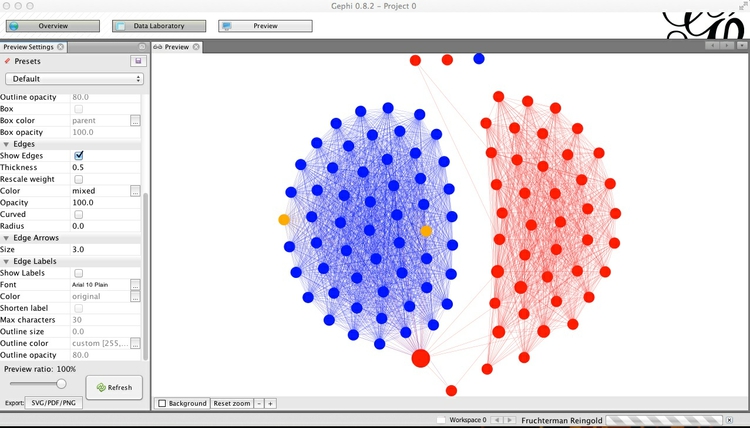 Gephi 0.8.2 - Project 0
Overview
Data Laboratory
Preview
Preview Settings
Preview
Presets
Default
Outline opacity 80.0
Box
Box color parent ...
Box opacity 100.0
Edges
Show Edges
Thickness 0.5
Rescale weight
Color mixed ...
Opacity 100.0
Curved
Radius 0.0
Edge Arrows
Size 3.0
Edge Labels
Show Labels
Font Arial 10 Plain ...
Color original ...
Shorten label
Max characters 30
Outline size 0.0
Outline color custom [255,... ...
Outline opacity 80.0
Preview ratio: 100%
Refresh
Export: SVG/PDF/PNG
Background Reset zoom - +
Workspace 0 Fruchterman Reingold